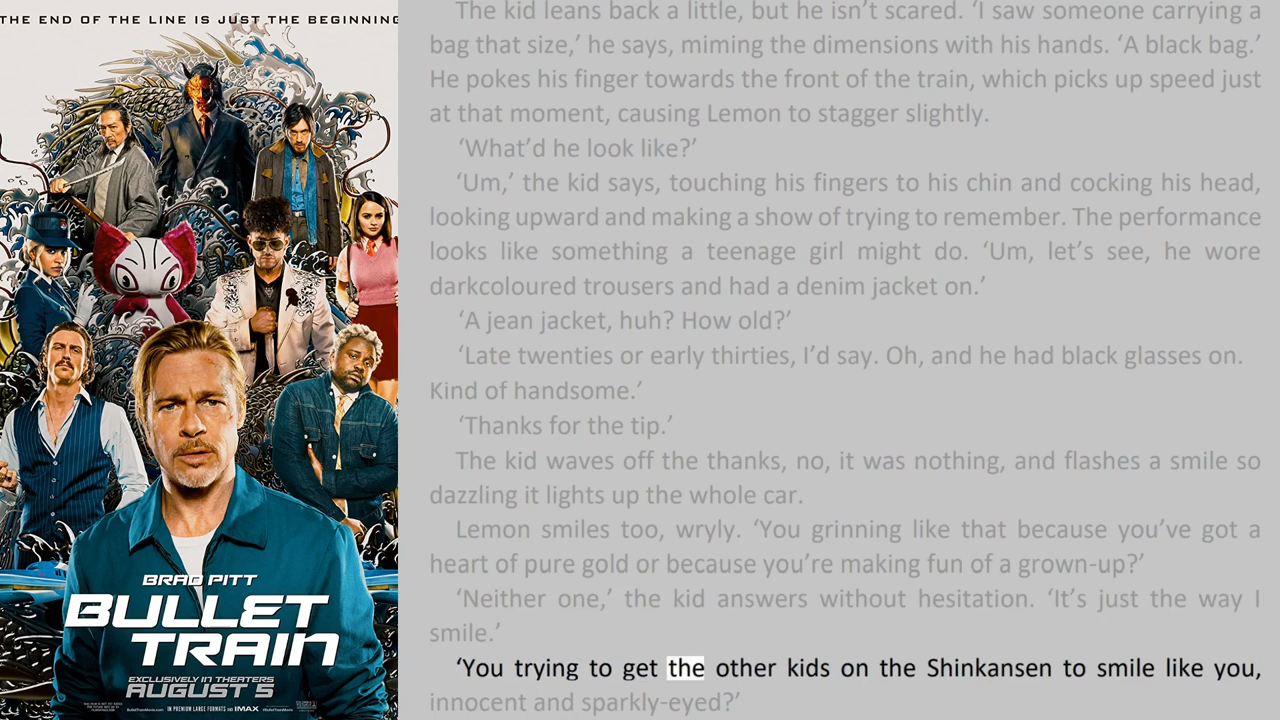 THE END OF THE LINE IS JUST THE BEGINNING
BRAD PITT
BULLET
TRAIN
EXCLUSIVELY IN THEATERS
AUGUST 5
BulletTrainMovie.com
IN PREMIUM LARGE FORMATS AND IMAX
#BulletTrainMovie
The kid leans back a little, but he isn’t scared. ‘I saw someone carrying a
bag that size,’ he says, miming the dimensions with his hands. ‘A black bag.’
He pokes his finger towards the front of the train, which picks up speed just
at that moment, causing Lemon to stagger slightly.
‘What’d he look like?’
‘Um,’ the kid says, touching his fingers to his chin and cocking his head,
looking upward and making a show of trying to remember. The performance
looks like something a teenage girl might do. ‘Um, let’s see, he wore
darkcoloured trousers and had a denim jacket on.’
‘A jean jacket, huh? How old?’
‘Late twenties or early thirties, I’d say. Oh, and he had black glasses on.
Kind of handsome.’
‘Thanks for the tip.’
The kid waves off the thanks, no, it was nothing, and flashes a smile so
dazzling it lights up the whole car.
Lemon smiles too, wryly. ‘You grinning like that because you’ve got a
heart of pure gold or because you’re making fun of a grown-up?’
‘Neither one,’ the kid answers without hesitation. ‘It’s just the way I
smile.’
‘You trying to get the other kids on the Shinkansen to smile like you,
innocent and sparkly-eyed?’